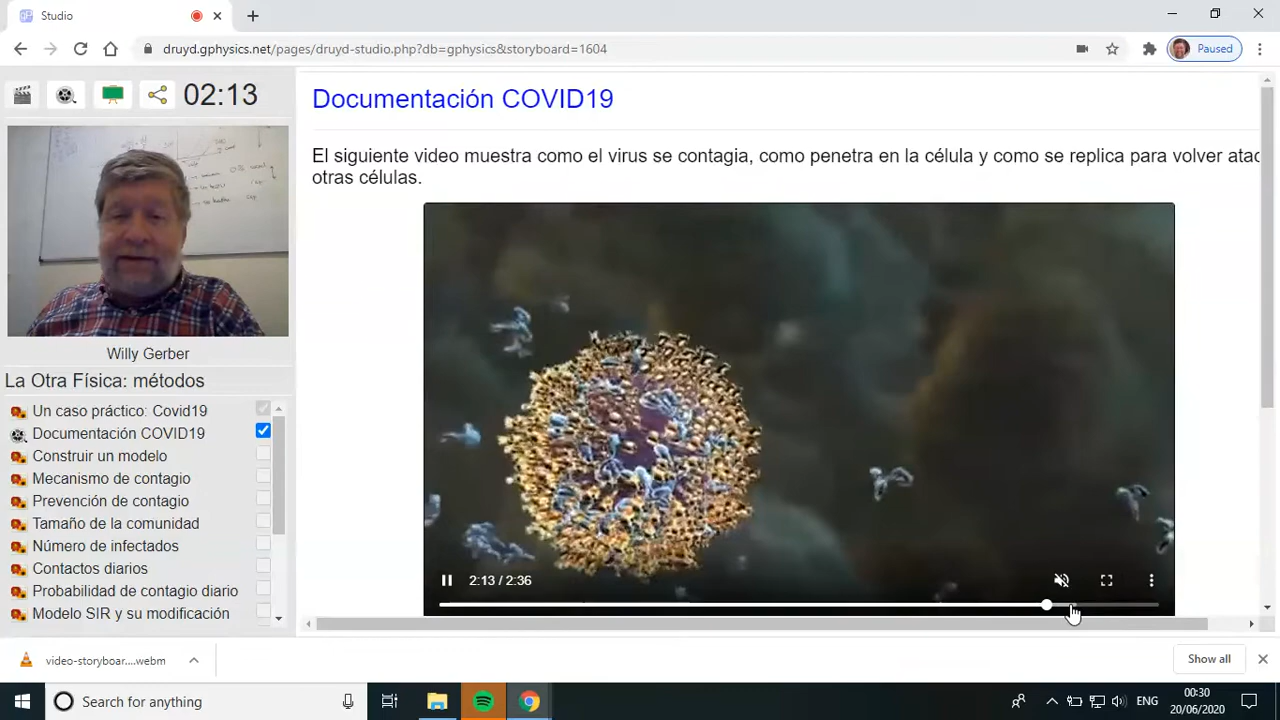 Studio
druyd.gphysics.net/pages/druyd-studio.php?db=gphysics&storyboard=1604
Paused
02:13
Willy Gerber
La Otra Física: métodos
Un caso práctico: Covid19
Documentación COVID19
Construir un modelo
Mecanismo de contagio
Prevención de contagio
Tamaño de la comunidad
Número de infectados
Contactos diarios
Probabilidad de contagio diario
Modelo SIR y su modificación
Documentación COVID19
El siguiente video muestra como el virus se contagia, como penetra en la célula y como se replica para volver atac
otras células.
2:13 / 2:36
video-storyboar....webm
Show all
Search for anything
ENG
00:30
20/06/2020